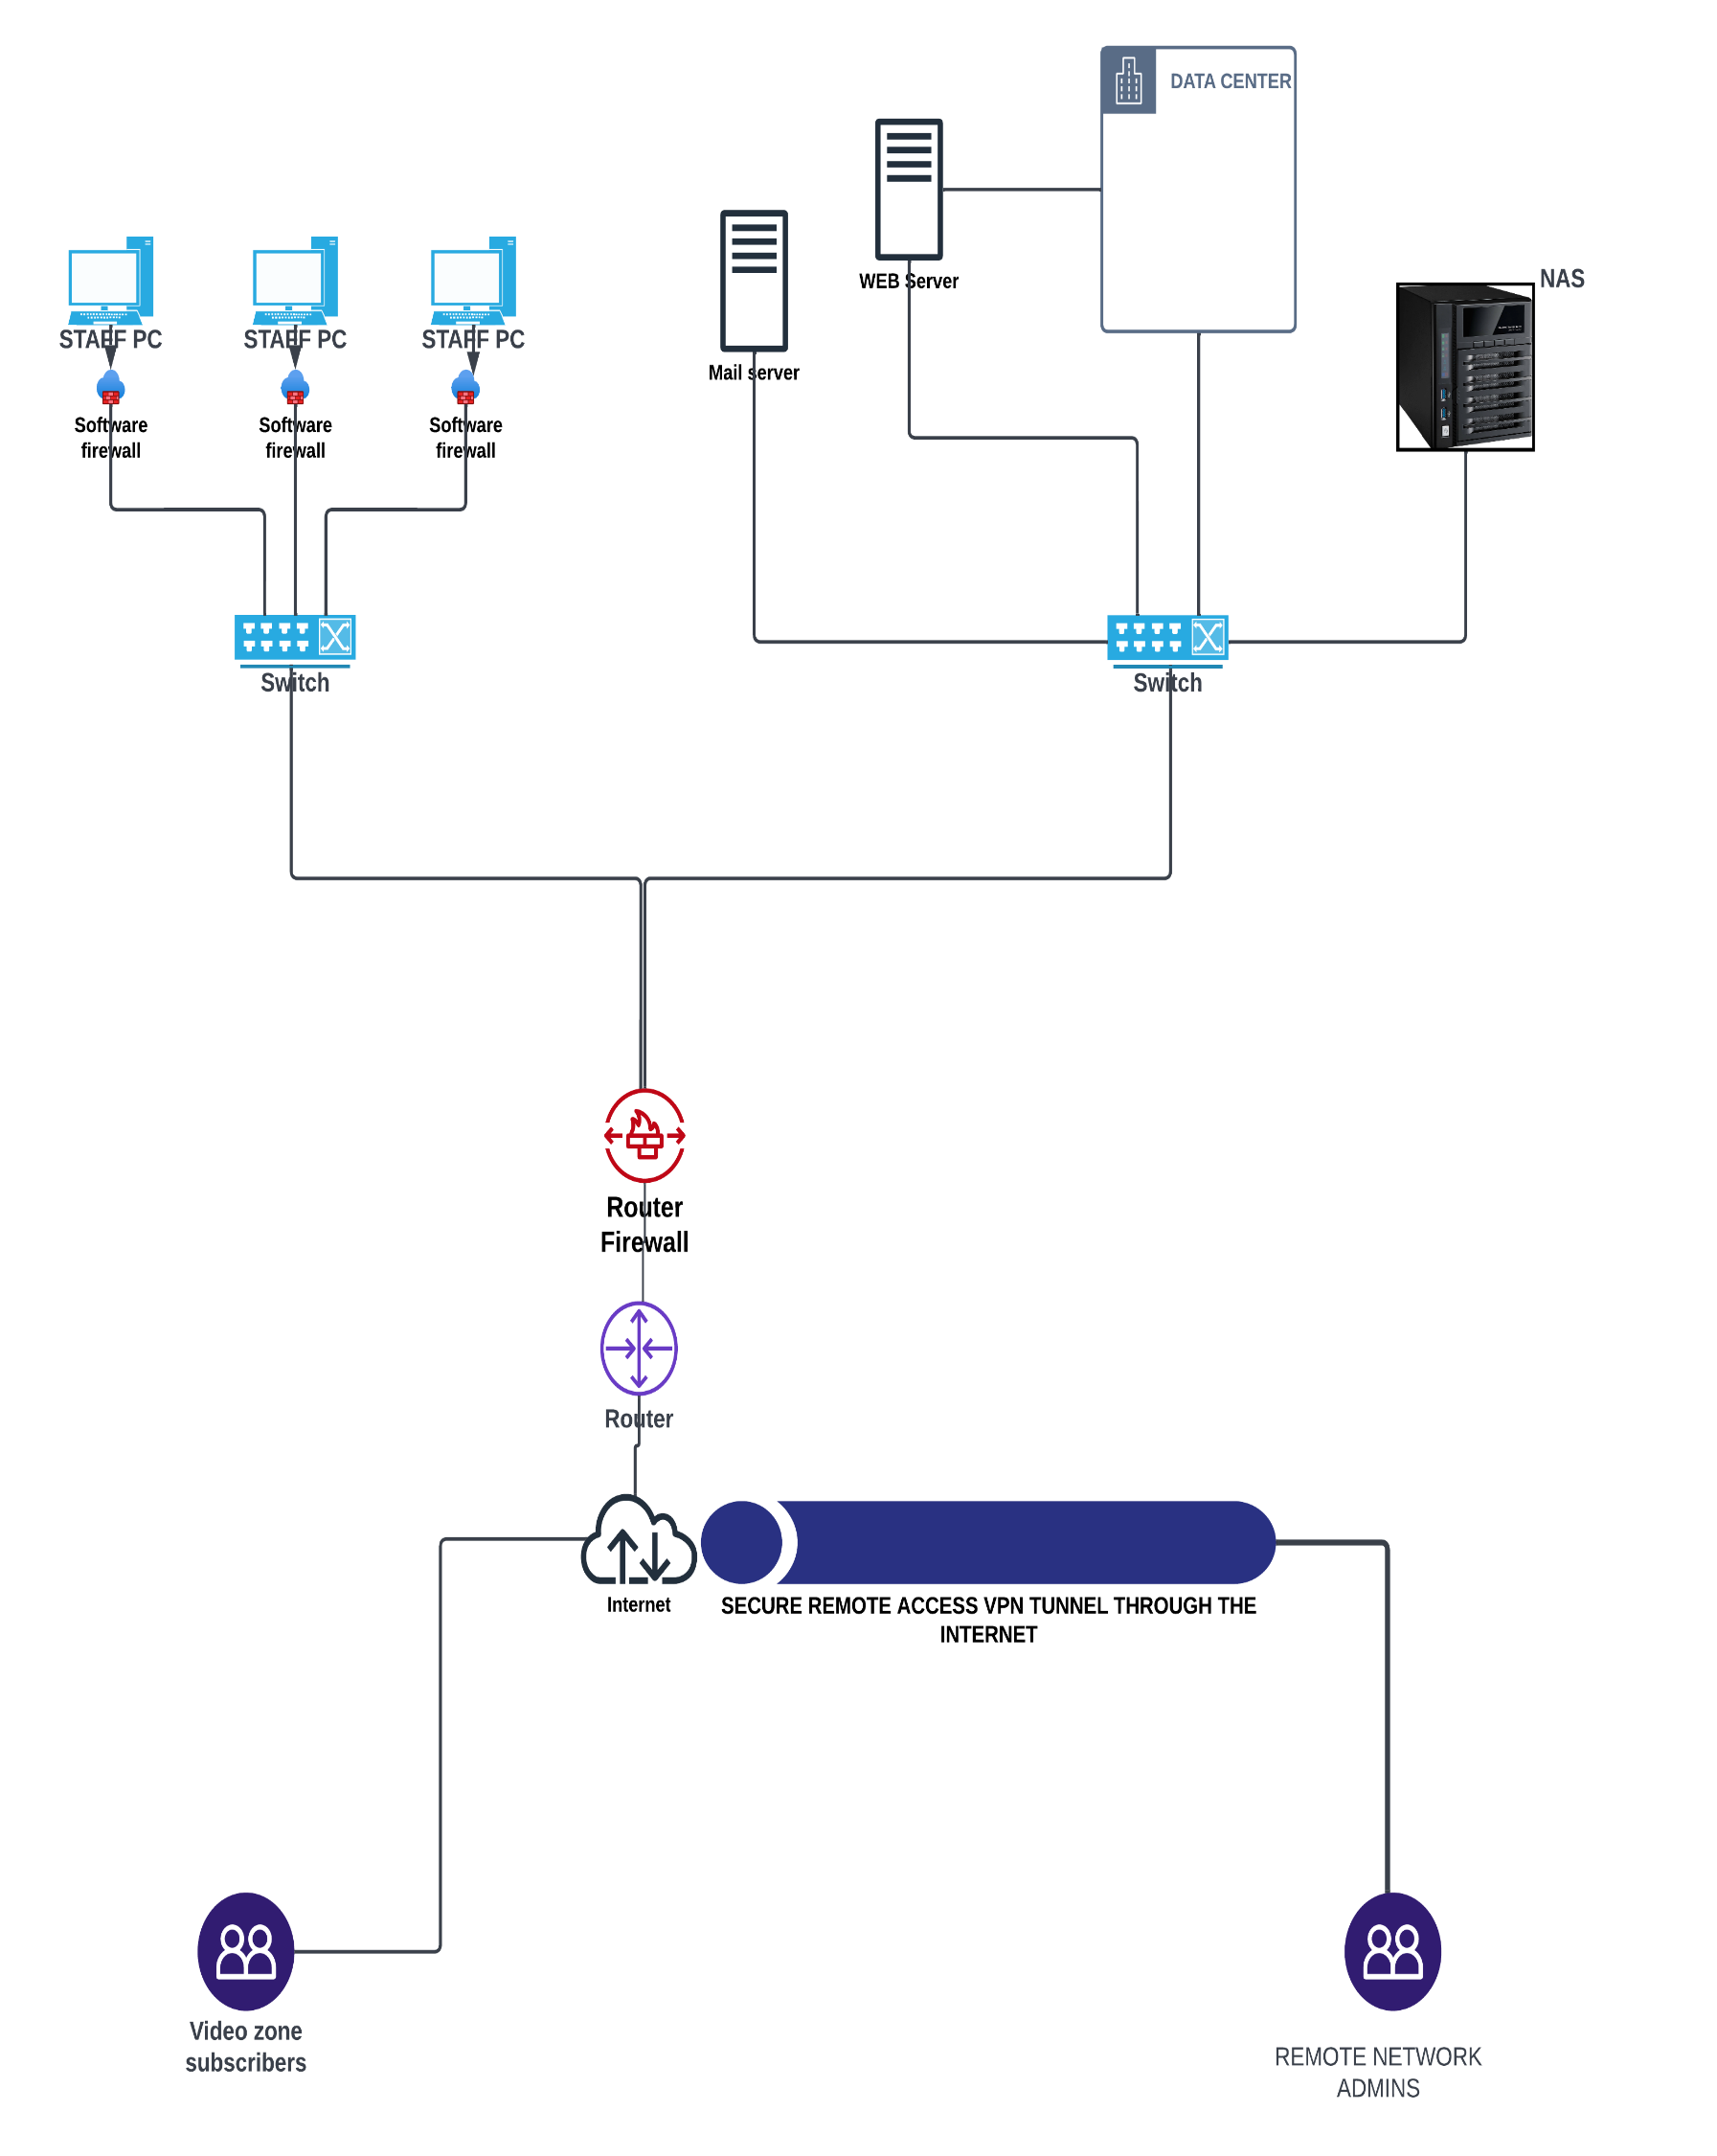 DATA CENTER
WEB Server
NAS
STAFF PC
STAFF PC
STAFF PC
Mail server
Software
firewall
Software
firewall
Software
firewall
Switch
Switch
Router
Firewall
Router
Internet
SECURE REMOTE ACCESS VPN TUNNEL THROUGH THE
INTERNET
Video zone
subscribers
REMOTE NETWORK
ADMINS